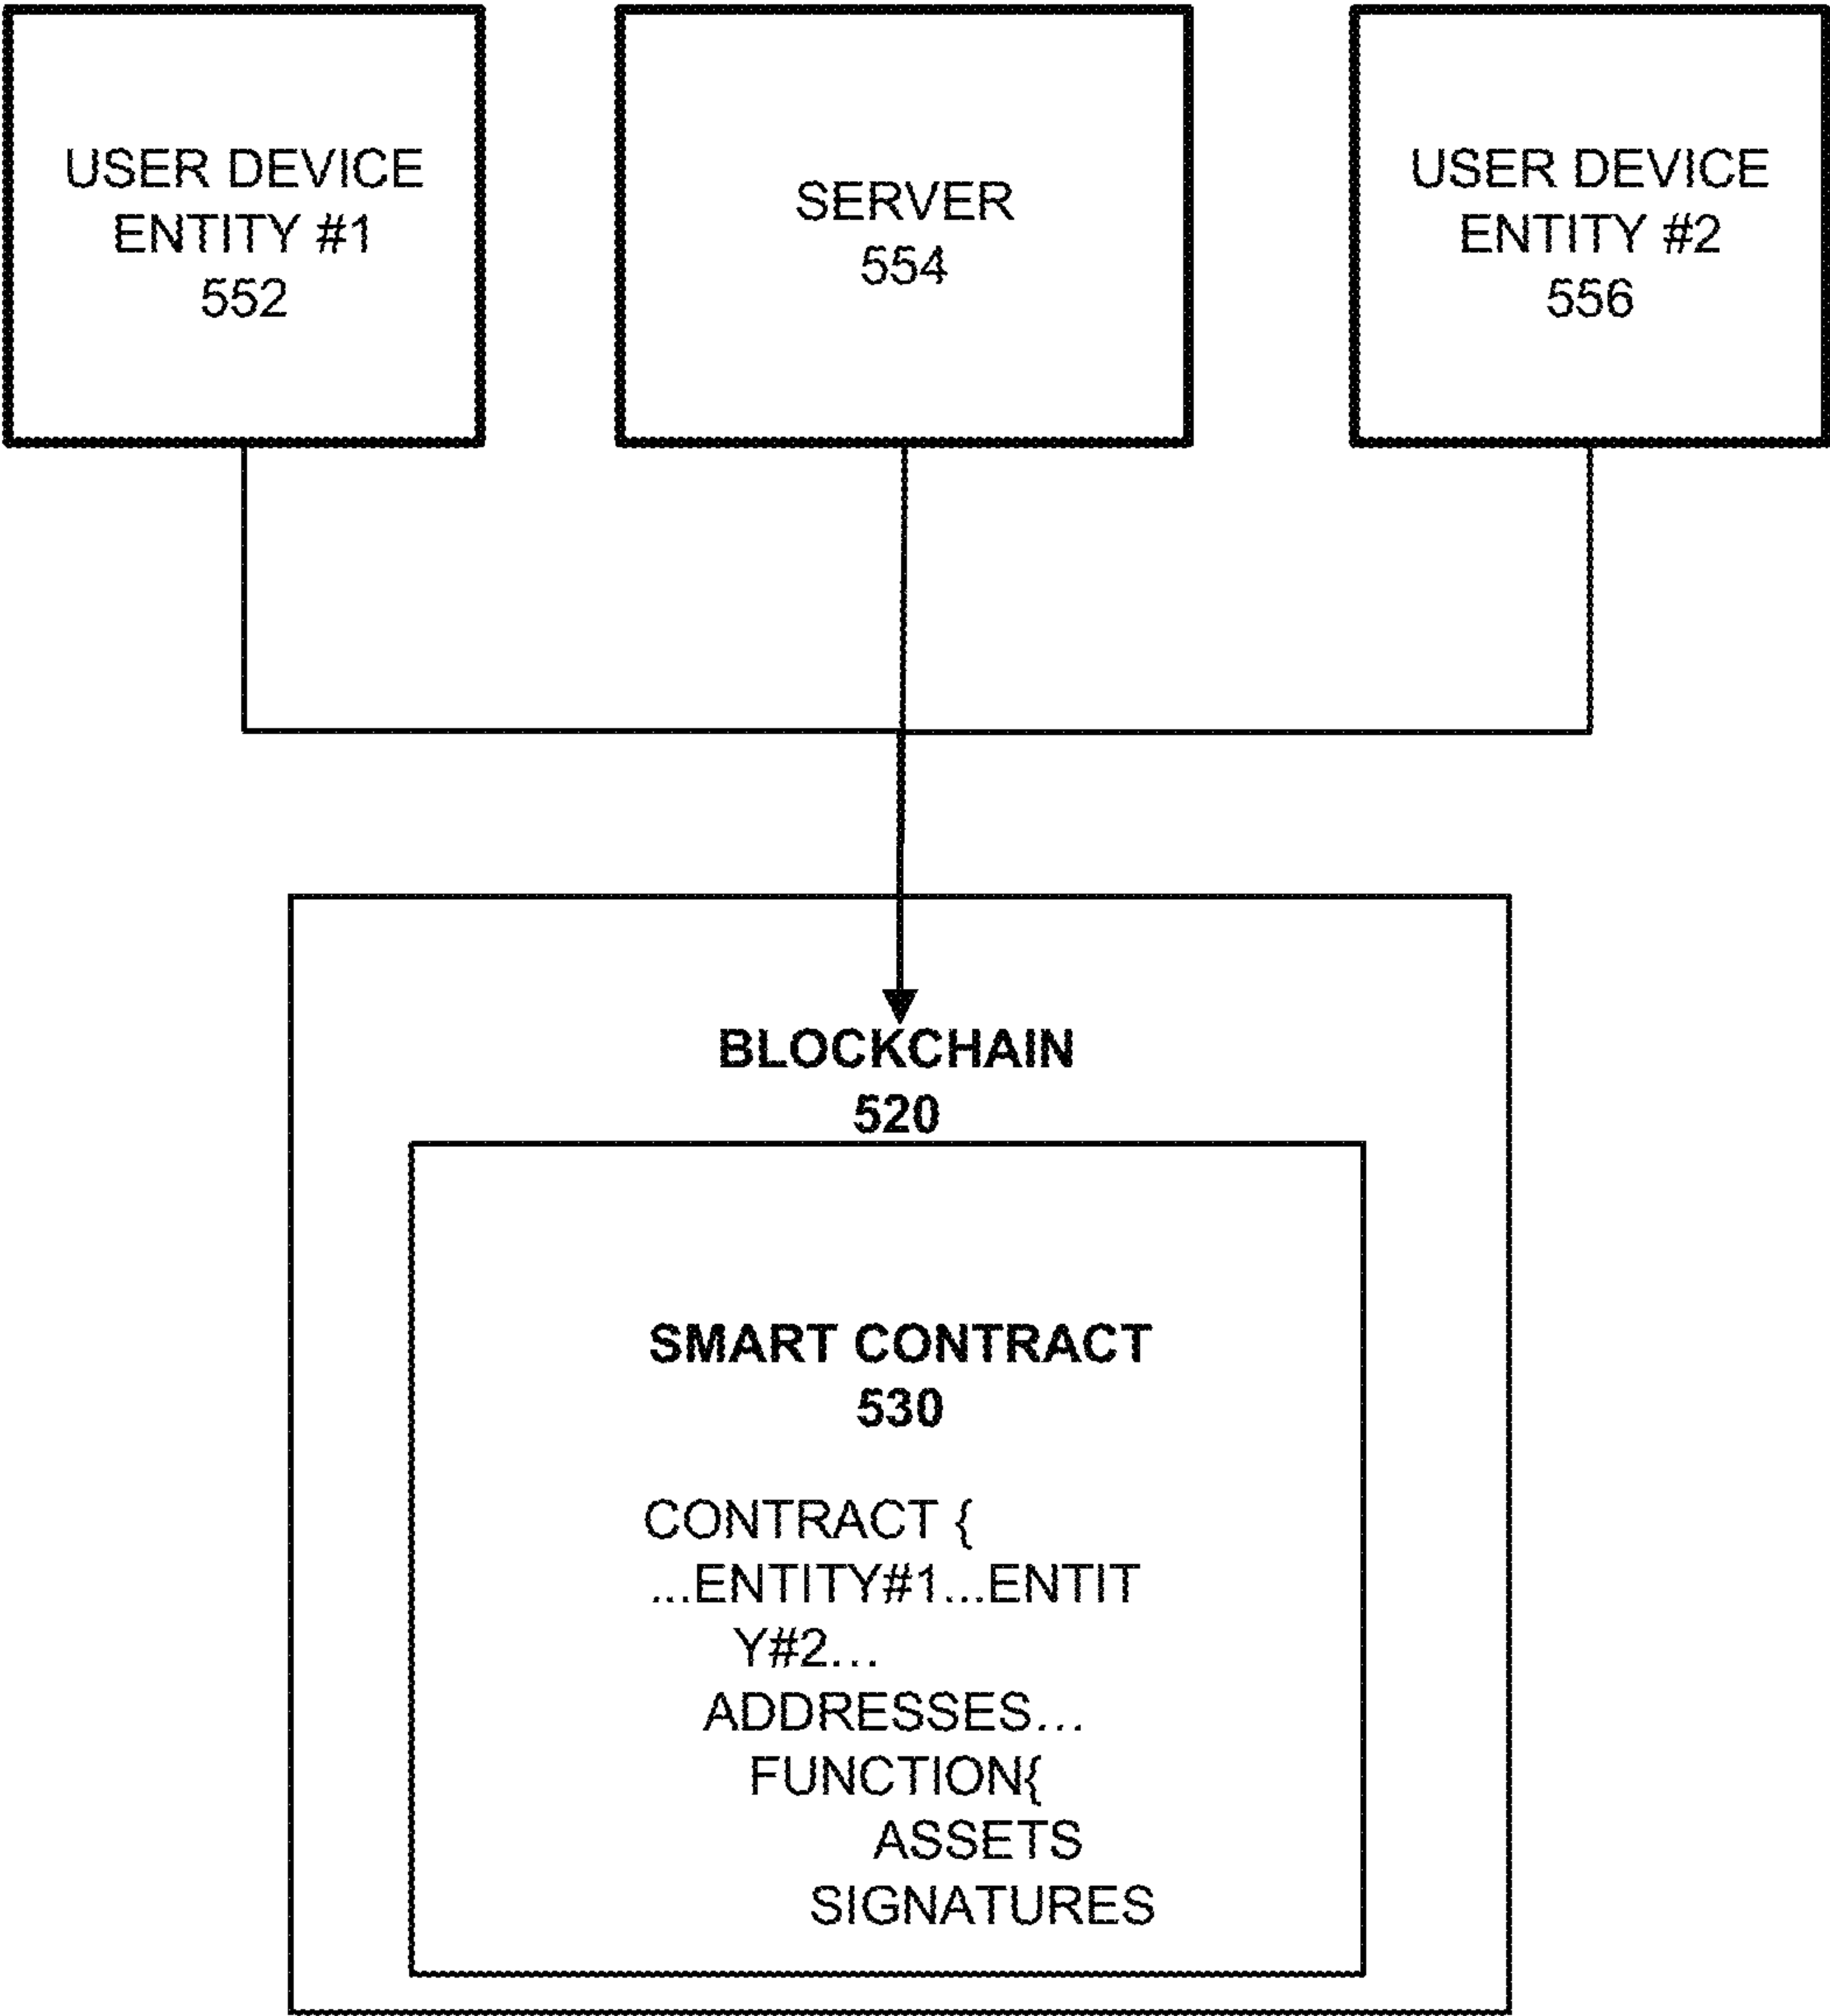 USER DEVICE
ENTITY #1
552
SERVER
554
USER DEVICE
ENTITY #2
556
BLOCKCHAIN
520
SMART CONTRACT
530
CONTRACT {
...ENTITY#1...ENTIT
Y#2...
ADDRESSES...
FUNCTION{
ASSETS
SIGNATURES